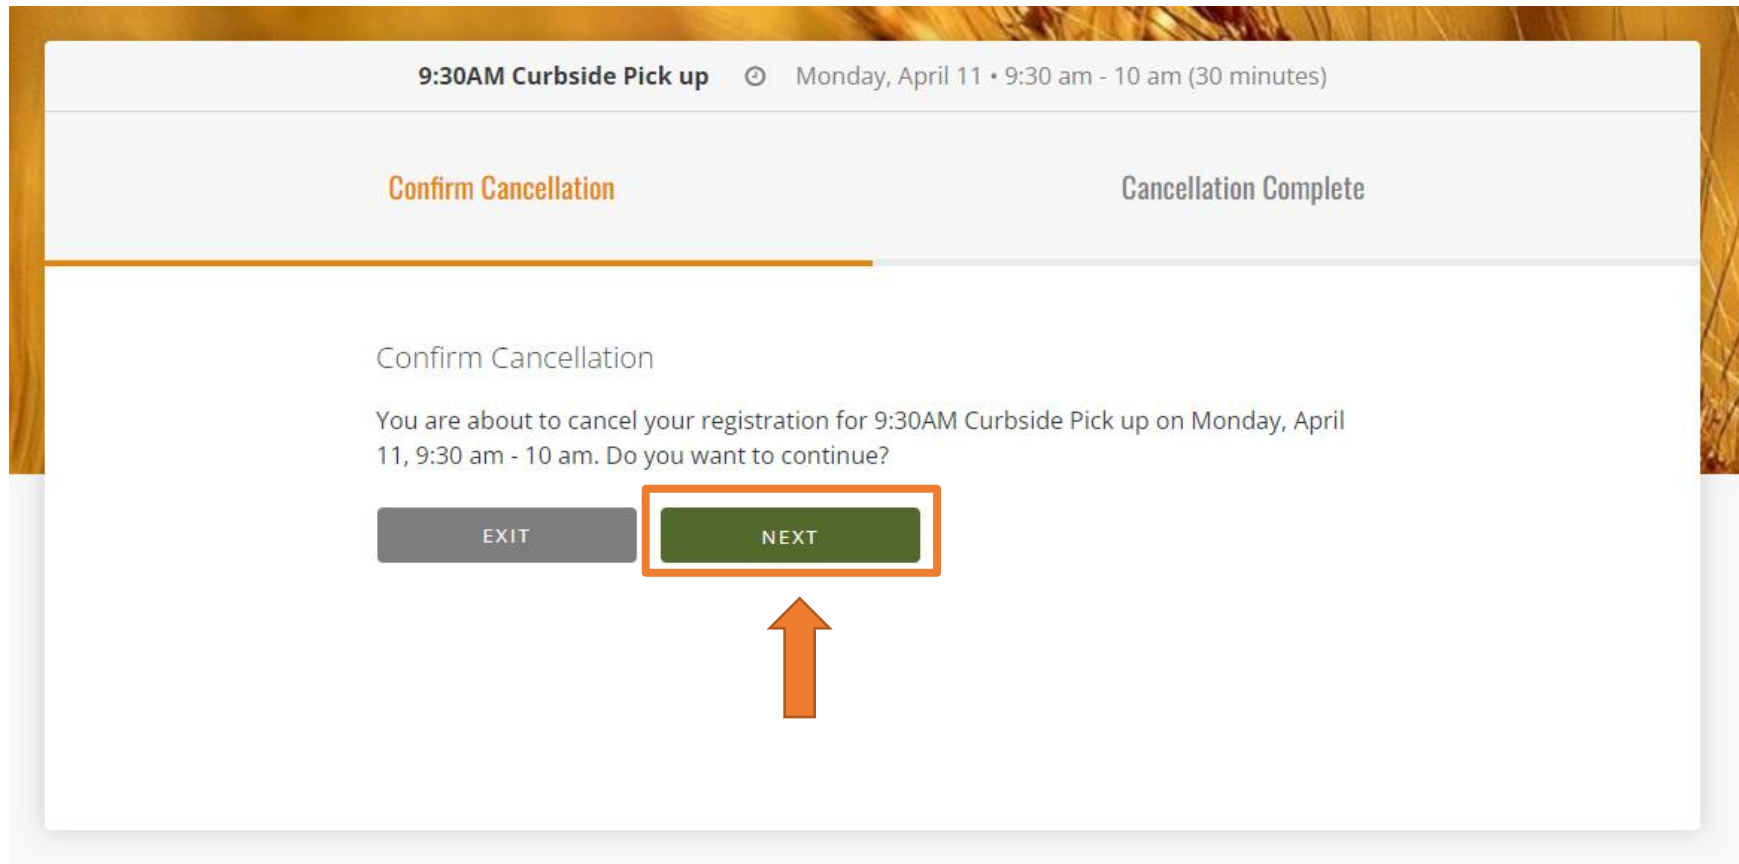 9:30AM Curbside Pick up Monday, April 11 • 9:30 am - 10 am (30 minutes)
Confirm Cancellation
Cancellation Complete
Confirm Cancellation
You are about to cancel your registration for 9:30AM Curbside Pick up on Monday, April
11, 9:30 am - 10 am. Do you want to continue?
EXIT
NEXT